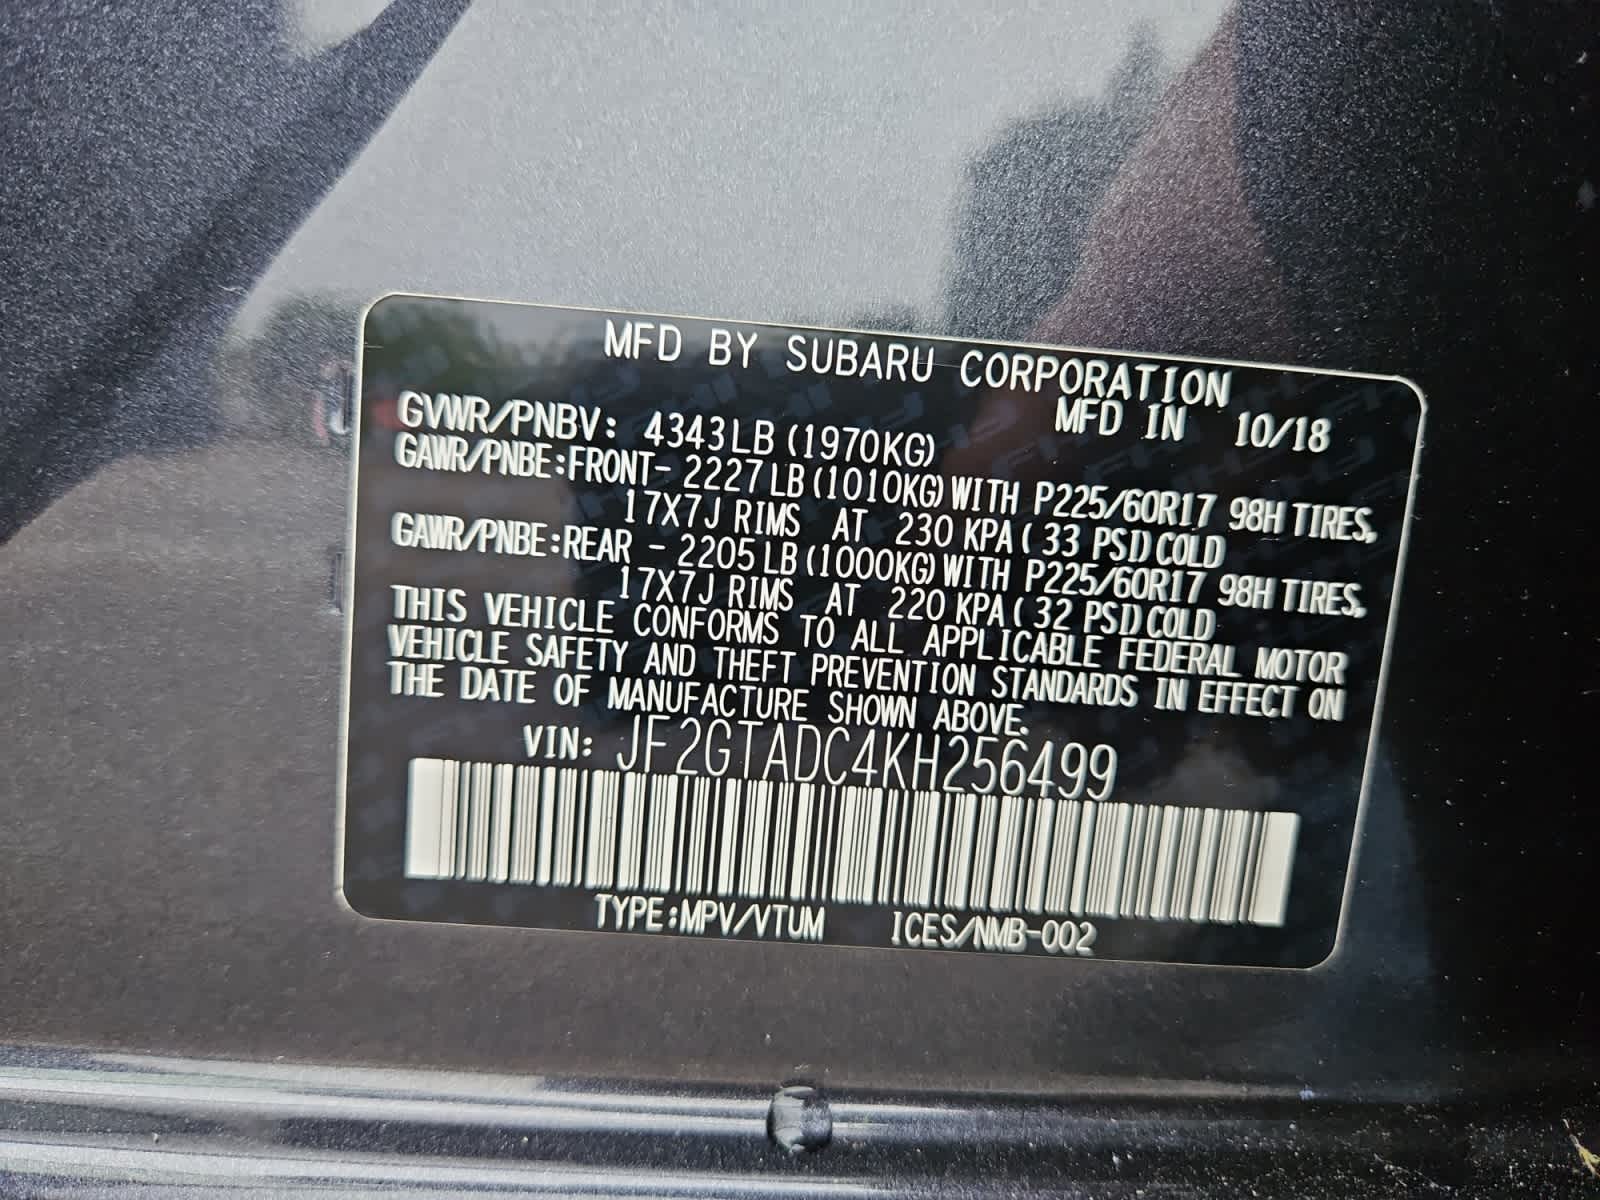 MFD BY SUBARU CORPORATION
MFD IN 10/18
GVWR/PNBV: 4343LB (1970KG)
GAWR/PNBE:FRONT- 2227LB (1010KG) WITH P225/60R17 98H TIRES,
17X7J RIMS AT 230 KPA ( 33 PSI) COLD
GAWR/PNBE:REAR - 2205LB (1000KG) WITH P225/60R17 98H TIRES,
17X7J RIMS AT 220 KPA ( 32 PSI) COLD
THIS VEHICLE CONFORMS TO ALL APPLICABLE FEDERAL MOTOR
VEHICLE SAFETY AND THEFT PREVENTION STANDARDS IN EFFECT ON
THE DATE OF MANUFACTURE SHOWN ABOVE.
VIN: JF2GTADC4KH256499
TYPE:MPV/VTUM ICES/NMB-002